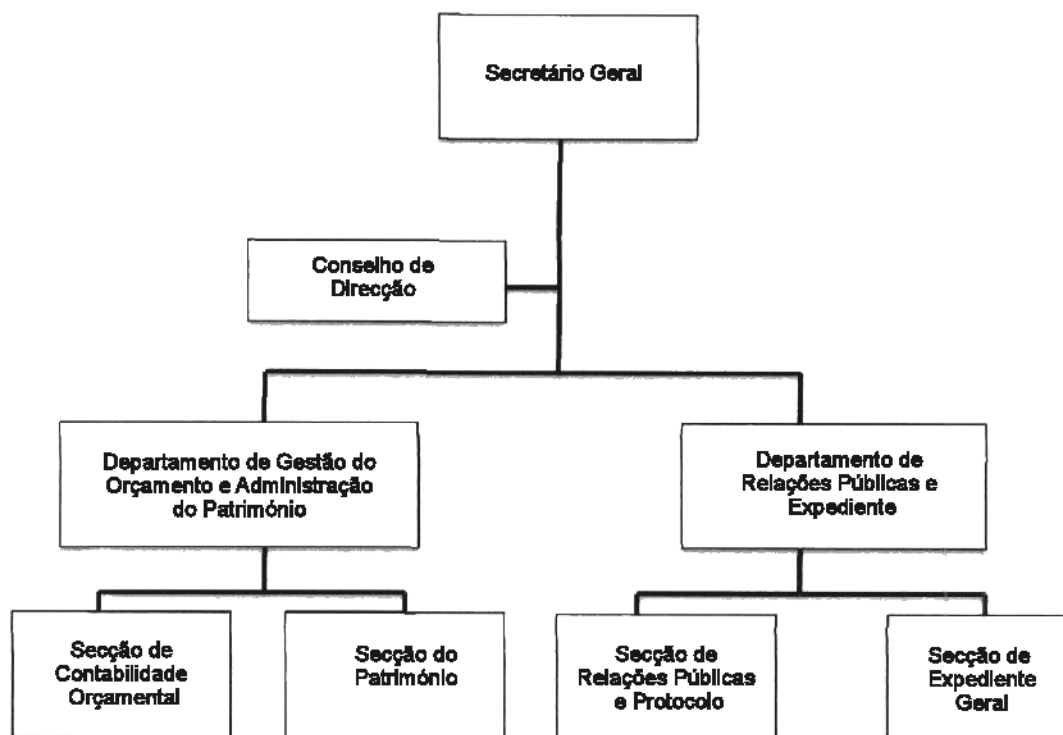 Secretário Geral
Conselho de
Direcção
Departamento de Gestão do
Orçamento e Administração
do Património
Departamento de
Relações Públicas e
Expediente
Secção de
Contabilidade
Orçamental
Secção do
Património
Secção de
Relações Públicas
e Protocolo
Secção de
Expediente
Geral